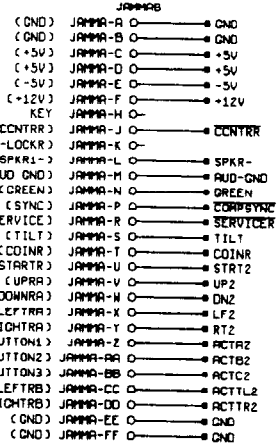 JAMMAB
(GND) JAMMA-A GND
(GND) JAMMA-B GND
(+5V) JAMMA-C +5V
(+5V) JAMMA-D +5V
(-5V) JAMMA-E -5V
(+12V) JAMMA-F +12V
KEY JAMMA-H
CCNTRR) JAMMA-J CCNTRR
-LOCKR) JAMMA-K
SPKR1-) JAMMA-L SPKR-
AUD GND) JAMMA-M AUD-GND
(GREEN) JAMMA-N GREEN
(SYNC) JAMMA-P COMPSYNC
SERVICE) JAMMA-R SERVICER
(TILT) JAMMA-S TILT
(COINR) JAMMA-T COINR
STARTR) JAMMA-U STRT2
(UPRA) JAMMA-V UP2
DOWNRA) JAMMA-W DN2
LEFTRA) JAMMA-X LF2
IGHTRA) JAMMA-Y RT2
UTTON1) JAMMA-Z ACTA2
UTTON2) JAMMA-AA ACTB2
UTTON3) JAMMA-BB ACTC2
LEFTRB) JAMMA-CC ACTTL2
IGHTRB) JAMMA-DD ACTTR2
(GND) JAMMA-EE GND
(GND) JAMMA-FF GND